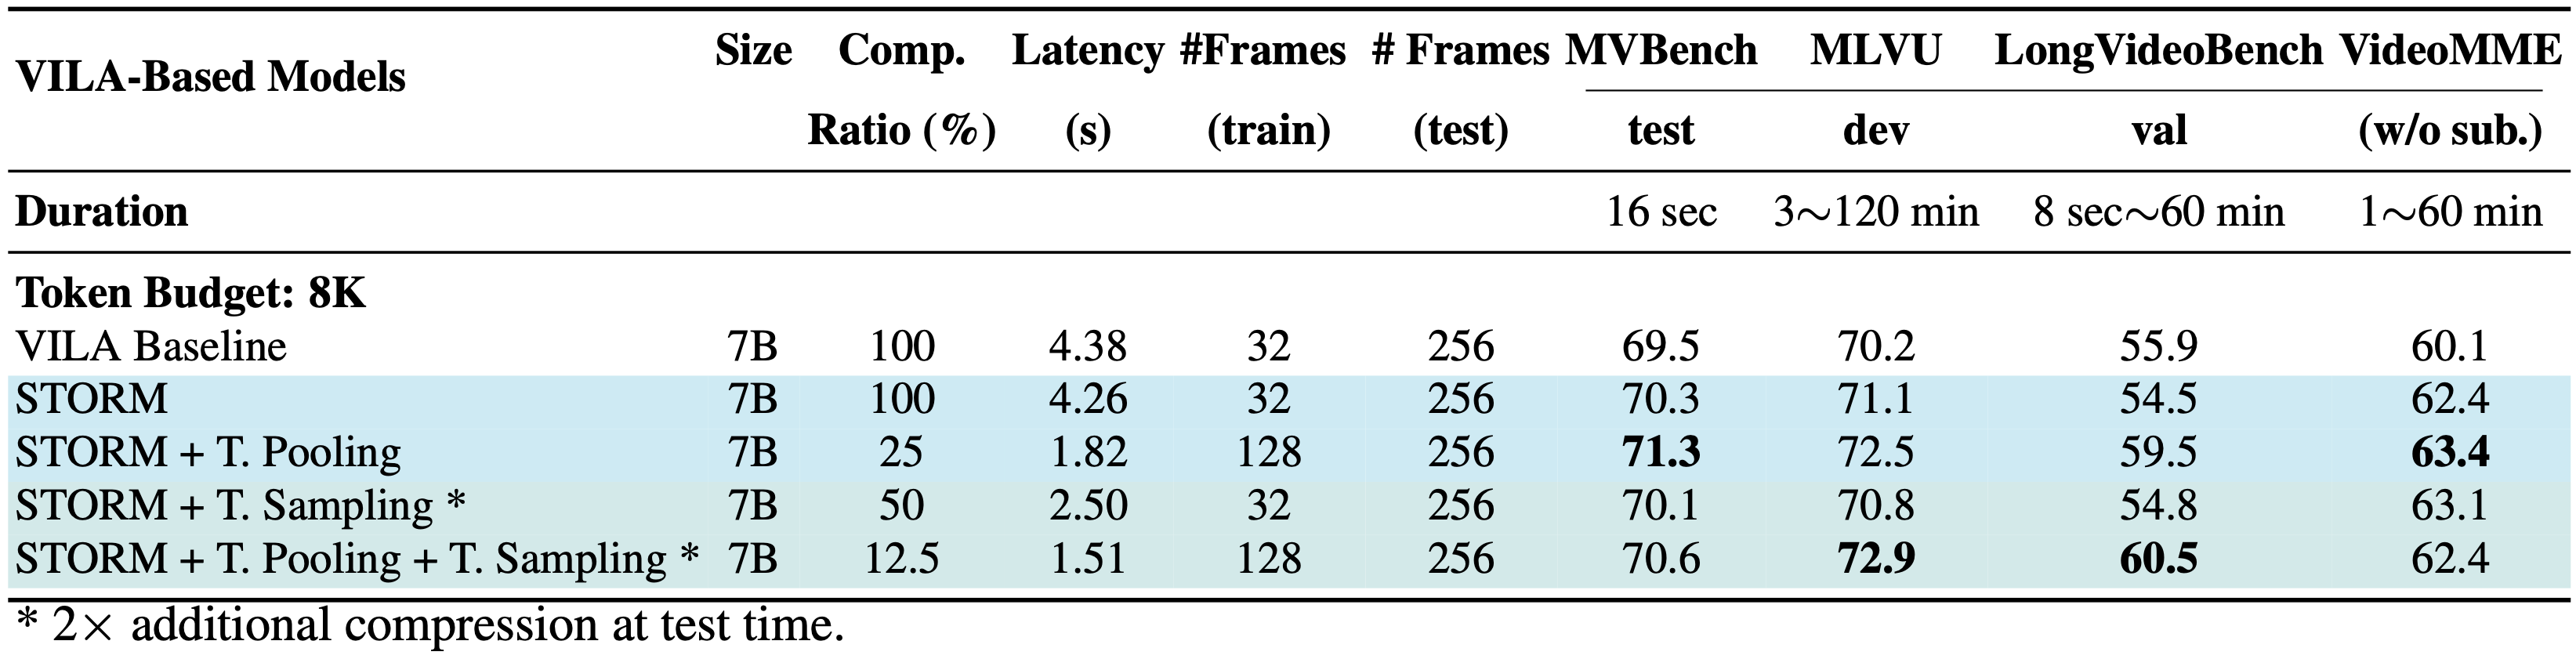 VILA-Based Models Size Comp. Ratio (%) Latency (s) #Frames (train) # Frames (test) MVBench test MLVU dev LongVideoBench val VideoMME (w/o sub.)
Duration 16 sec 3∼120 min 8 sec∼60 min 1∼60 min
Token Budget: 8K
VILA Baseline 7B 100 4.38 32 256 69.5 70.2 55.9 60.1
STORM 7B 100 4.26 32 256 70.3 71.1 54.5 62.4
STORM + T. Pooling 7B 25 1.82 128 256 71.3 72.5 59.5 63.4
STORM + T. Sampling * 7B 50 2.50 32 256 70.1 70.8 54.8 63.1
STORM + T. Pooling + T. Sampling * 7B 12.5 1.51 128 256 70.6 72.9 60.5 62.4
* 2× additional compression at test time.